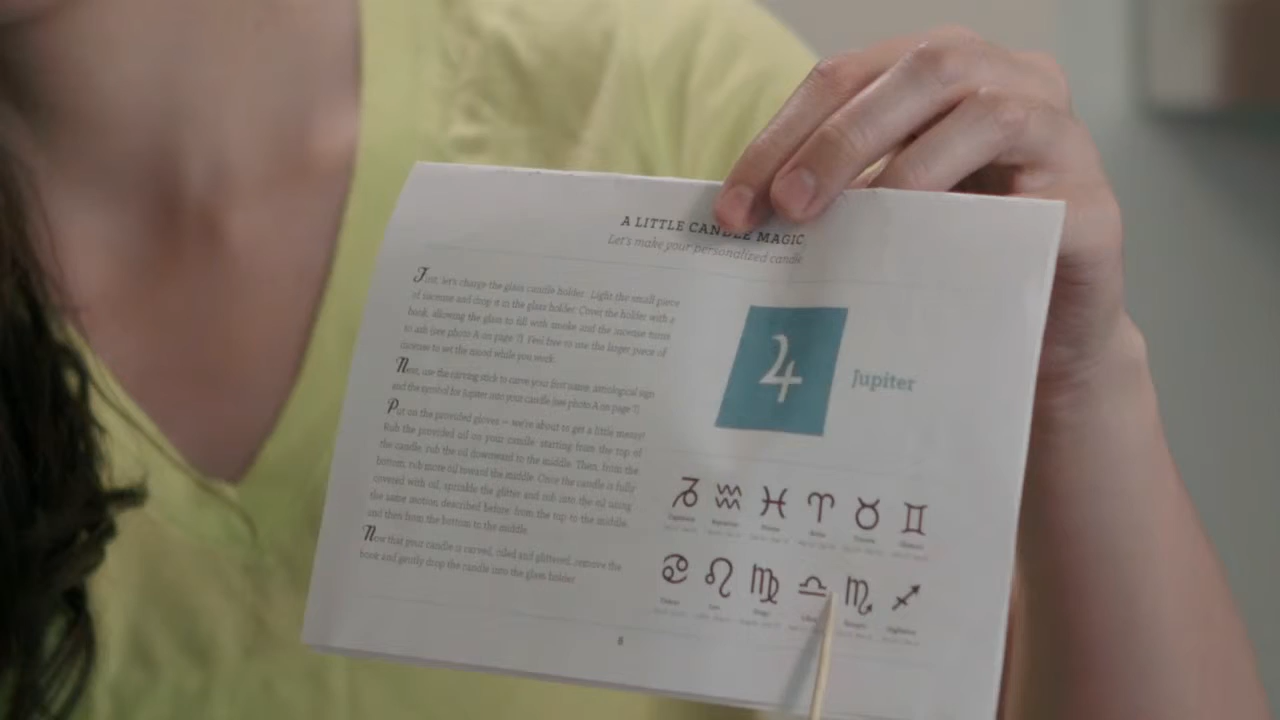 A LITTLE CANDLE MAGIC
Let's make your personalized candle
First, let's charge the glass candle holder. Light the small piece
of incense and drop it in the glass holder. Cover the holder with a
book, allowing the glass to fill with smoke and the incense turns
to ash (see photo A on page 7). Feel free to use the larger piece of
incense to set the mood while you work.
Next, use the carving stick to carve your first name, astrological sign
and the symbol for Jupiter into your candle (see photo A on page 7).
Put on the provided gloves — we're about to get a little messy!
Rub the provided oil on your candle: starting from the top of
the candle, rub the oil downward to the middle. Then, from the
bottom, rub more oil toward the middle. Once the candle is fully
covered with oil, sprinkle the glitter and rub into the oil using
the same motion described before: from the top to the middle,
and then from the bottom to the middle.
Now that your candle is carved, oiled and glittered, remove the
book and gently drop the candle into the glass holder.
Jupiter
6